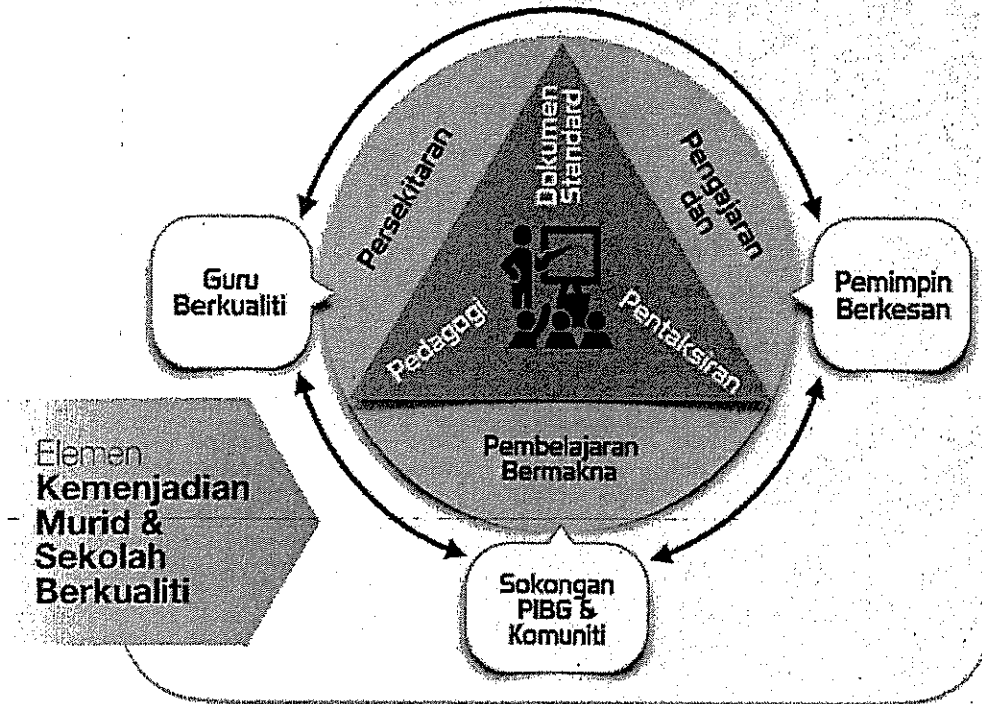 Dokumen
Standard
Persekitaran
Pengajaran
dan
Guru
Berkualiti
Pemimpin
Berkesan
Pedagogi
Pentaksiran
Pembelajaran
Bermakna
Elemen
Kemenjadian
Murid &
Sekolah
Berkualiti
Sokongan
PIBG &
Komuniti